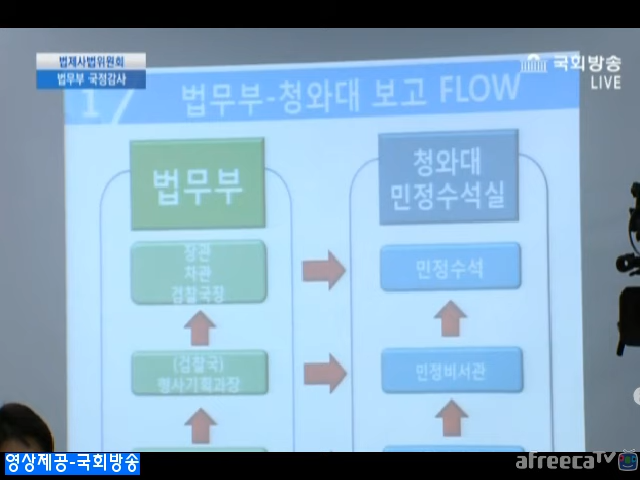 법제사법위원회
법무부 국정감사
국회방송
LIVE
17 법무부-청와대 보고 FLOW
법무부
청와대
민정수석실
장관
차관
검찰국장
민정수석
(검찰국)
형사기획과장
민정비서관
영상제공-국회방송
afreecaTV